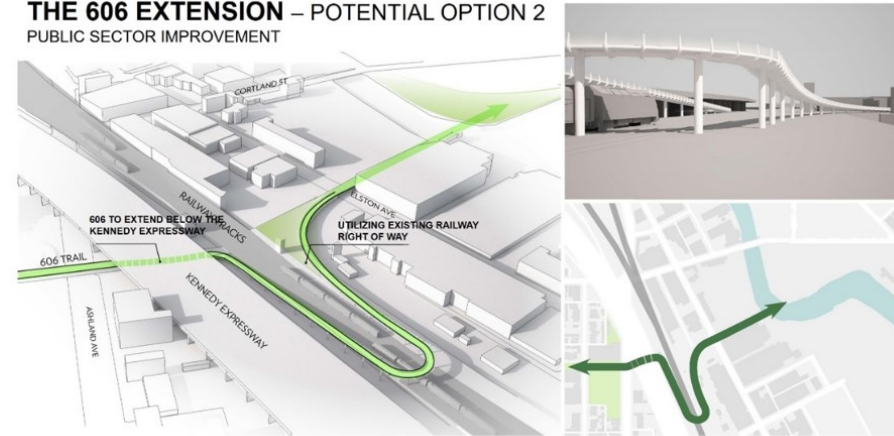 THE 606 EXTENSION – POTENTIAL OPTION 2
PUBLIC SECTOR IMPROVEMENT
CORTLAND ST
RAILWAY TRACKS
ELSTON AVE
606 TO EXTEND BELOW THE
KENNEDY EXPRESSWAY
UTILIZING EXISTING RAILWAY
RIGHT OF WAY
606 TRAIL
KENNEDY EXPRESSWAY
ASHLAND AVE